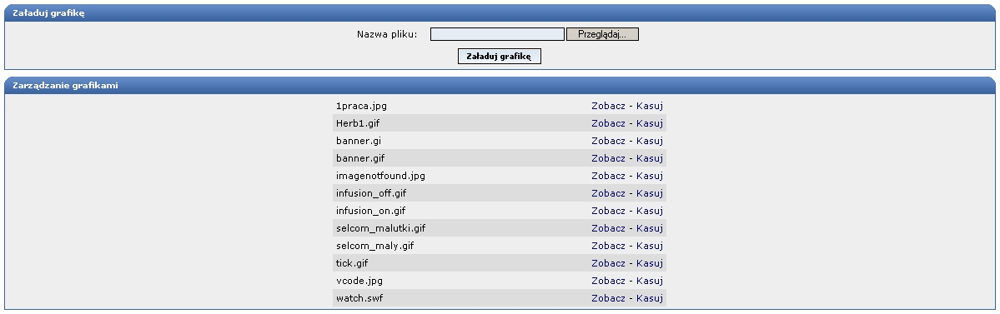 Załaduj grafikę
Nazwa pliku: Przeglądaj...
Załaduj grafikę
Zarządzanie grafikami
1praca.jpg Zobacz - Kasuj
Herb1.gif Zobacz - Kasuj
banner.gi Zobacz - Kasuj
banner.gif Zobacz - Kasuj
imagenotfound.jpg Zobacz - Kasuj
infusion_off.gif Zobacz - Kasuj
infusion_on.gif Zobacz - Kasuj
selcom_malutki.gif Zobacz - Kasuj
selcom_maly.gif Zobacz - Kasuj
tick.gif Zobacz - Kasuj
vcode.jpg Zobacz - Kasuj
watch.swf Zobacz - Kasuj